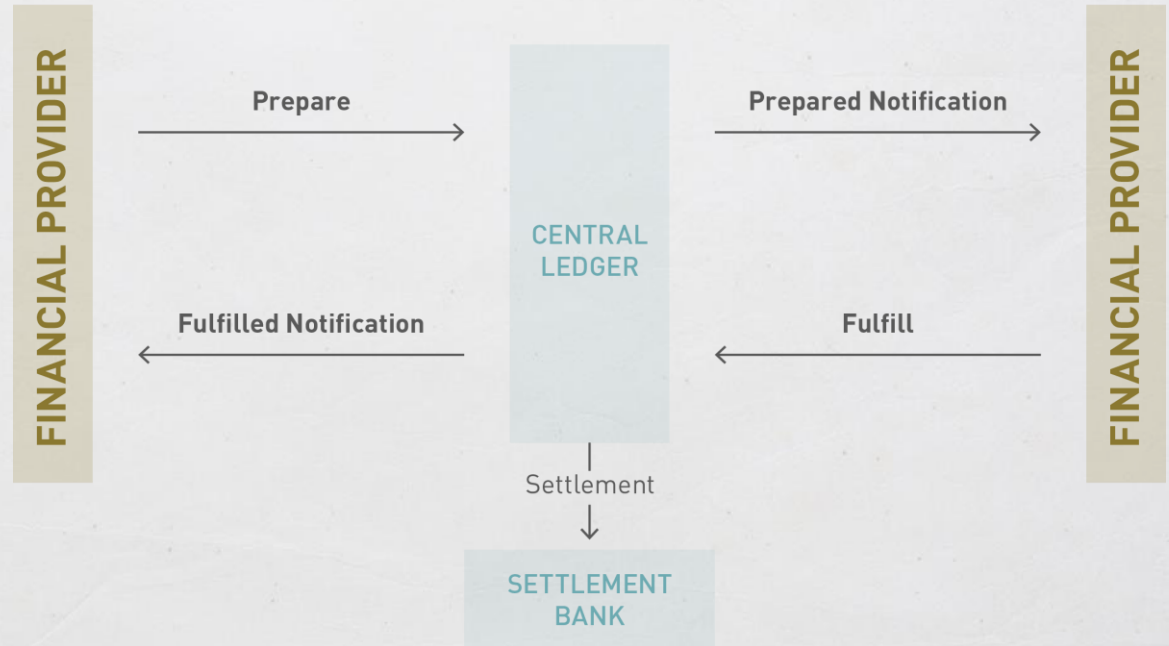 FINANCIAL PROVIDER
Prepare
Prepared Notification
CENTRAL
LEDGER
Fulfilled Notification
Fulfill
FINANCIAL PROVIDER
Settlement
SETTLEMENT
BANK